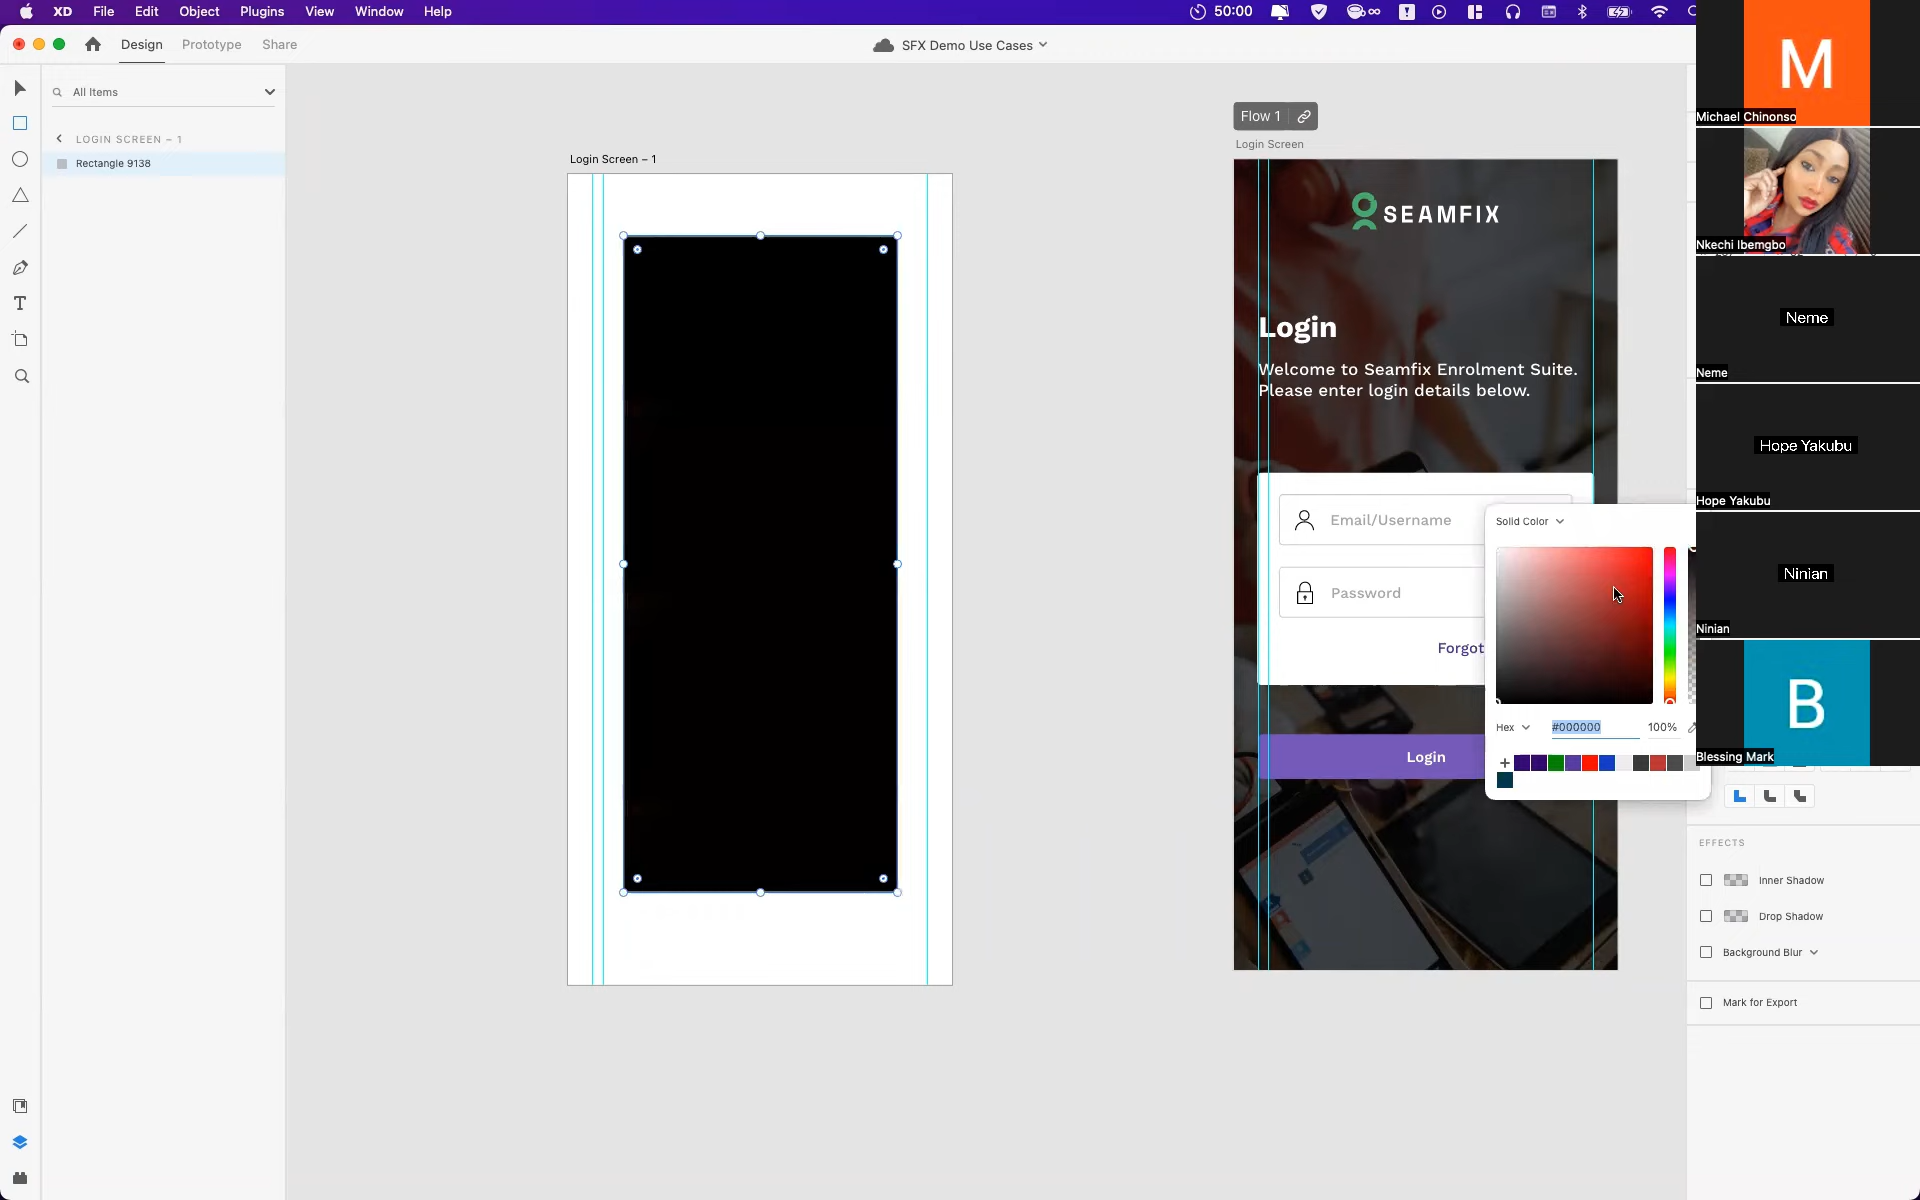 XD File Edit Object Plugins View Window Help
50:00
Design Prototype Share
SFX Demo Use Cases
All Items
LOGIN SCREEN – 1
Rectangle 9138
Login Screen – 1
Flow 1
Login Screen
SEAMFIX
Login
Welcome to Seamfix Enrolment Suite.
Please enter login details below.
Email/Username
Password
Forgot
Login
Solid Color
Hex #000000 100%
M
Michael Chinonso
Nkechi Ibemgbo
Neme
Neme
Hope Yakubu
Hope Yakubu
Ninian
Ninian
B
Blessing Mark
EFFECTS
Inner Shadow
Drop Shadow
Background Blur
Mark for Export